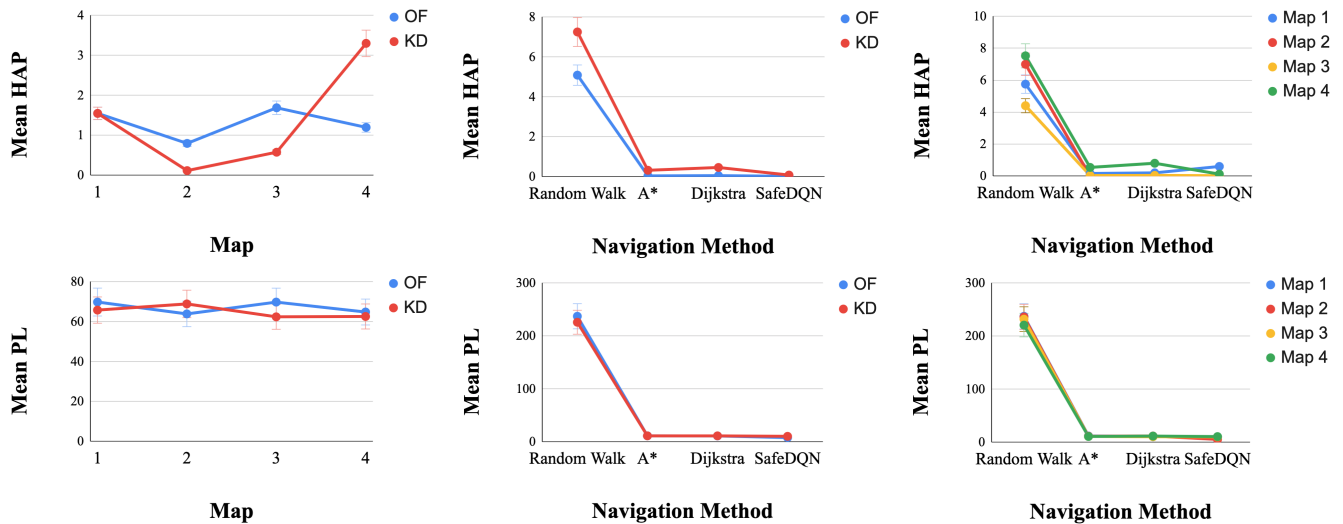 Mean HAP
4
3
2
1
0
1 2 3 4
Map
OF
KD
Mean HAP
8
6
4
2
0
Random Walk A* Dijkstra SafeDQN
Navigation Method
OF
KD
Mean HAP
10
8
6
4
2
0
Random Walk A* Dijkstra SafeDQN
Navigation Method
Map 1
Map 2
Map 3
Map 4
Mean PL
80
60
40
20
0
1 2 3 4
Map
OF
KD
Mean PL
300
200
100
0
Random Walk A* Dijkstra SafeDQN
Navigation Method
OF
KD
Mean PL
300
200
100
0
Random Walk A* Dijkstra SafeDQN
Navigation Method
Map 1
Map 2
Map 3
Map 4